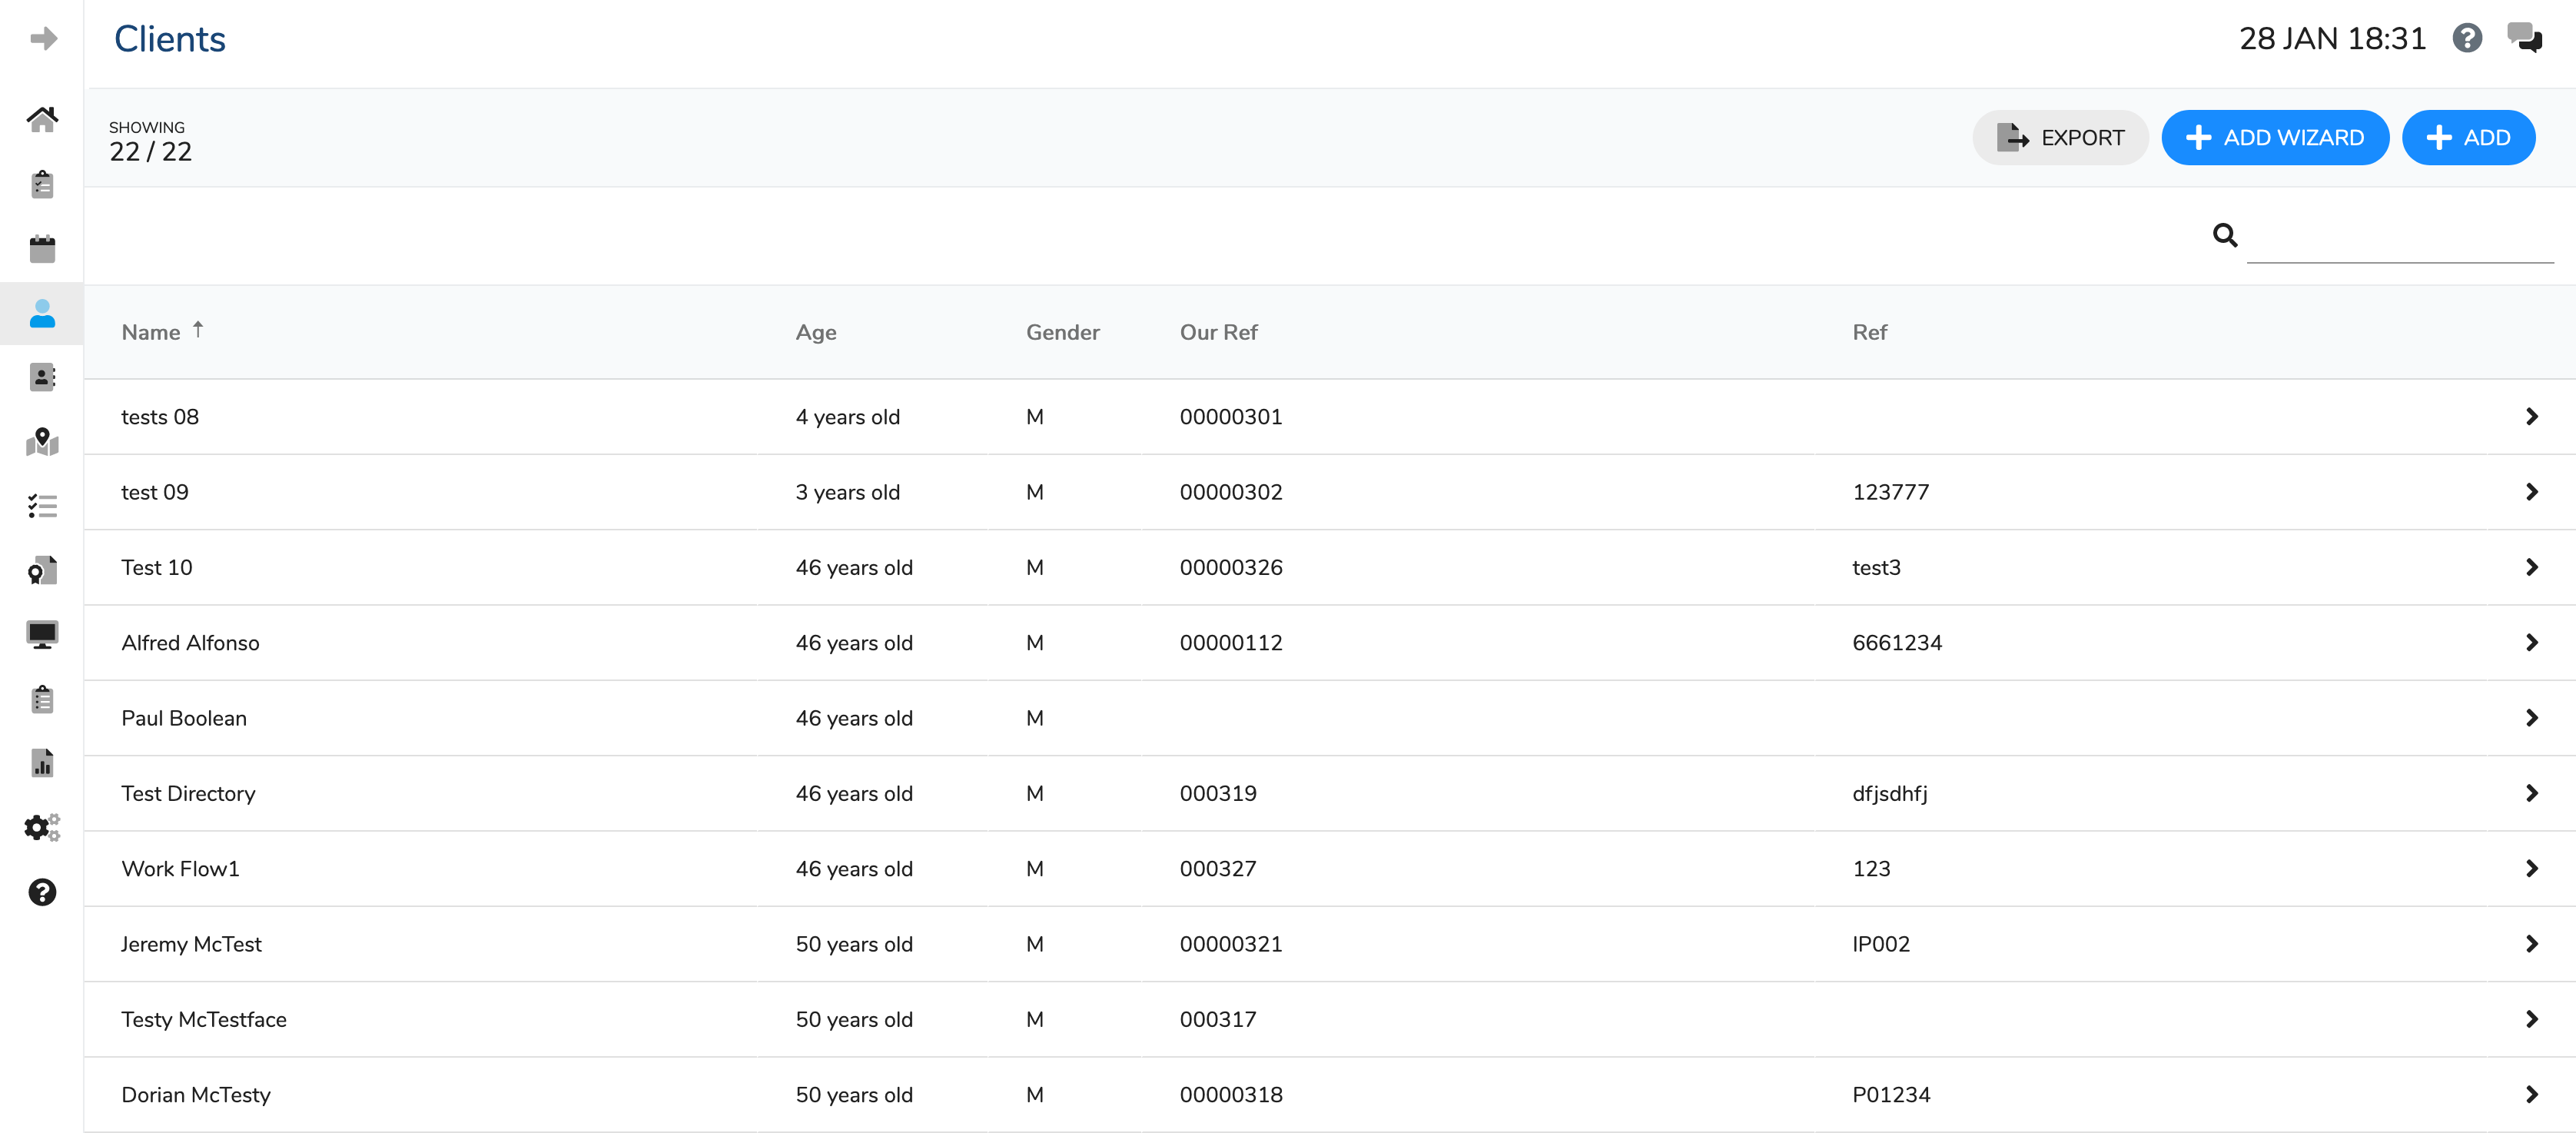 Clients
28 JAN 18:31
SHOWING
22 / 22
EXPORT
ADD WIZARD
ADD
Name Age Gender Our Ref Ref
tests 08 4 years old M 00000301
test 09 3 years old M 00000302 123777
Test 10 46 years old M 00000326 test3
Alfred Alfonso 46 years old M 00000112 6661234
Paul Boolean 46 years old M
Test Directory 46 years old M 000319 dfjsdhfj
Work Flow1 46 years old M 000327 123
Jeremy McTest 50 years old M 00000321 IP002
Testy McTestface 50 years old M 000317
Dorian McTesty 50 years old M 00000318 P01234